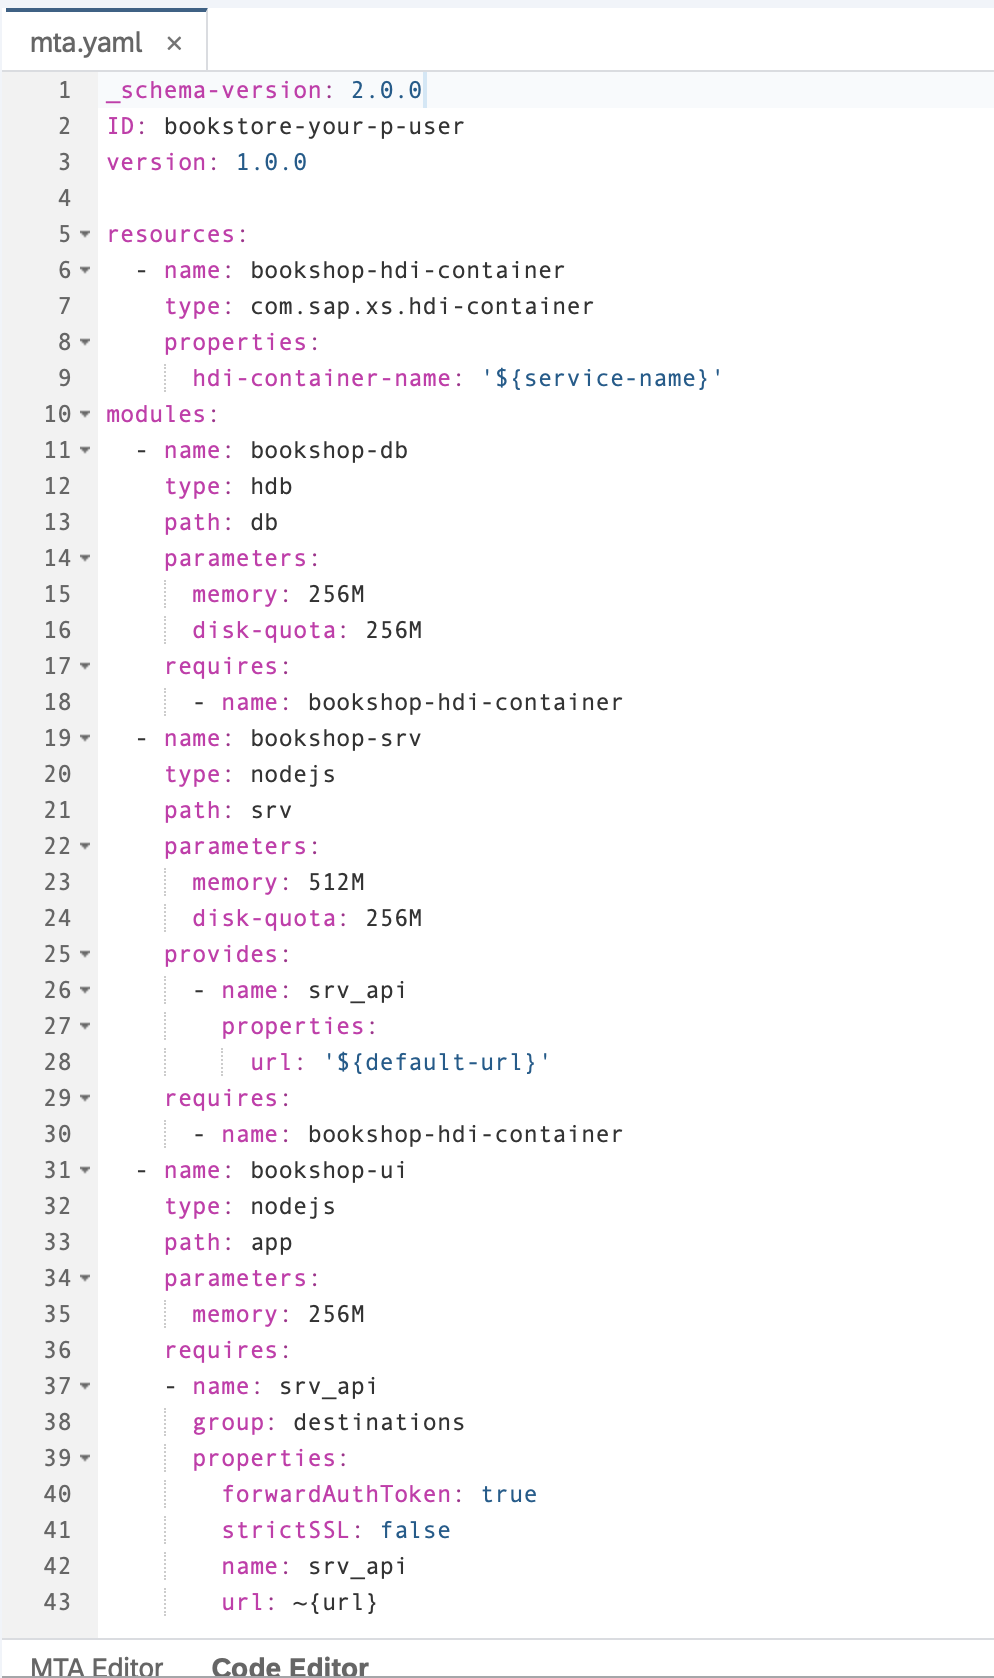 mta.yaml ×
1 _schema-version: 2.0.0
2 ID: bookstore-your-p-user
3 version: 1.0.0
4
5 resources:
6   - name: bookshop-hdi-container
7     type: com.sap.xs.hdi-container
8     properties:
9       hdi-container-name: '${service-name}'
10 modules:
11   - name: bookshop-db
12     type: hdb
13     path: db
14     parameters:
15       memory: 256M
16       disk-quota: 256M
17     requires:
18       - name: bookshop-hdi-container
19   - name: bookshop-srv
20     type: nodejs
21     path: srv
22     parameters:
23       memory: 512M
24       disk-quota: 256M
25     provides:
26       - name: srv_api
27         properties:
28           url: '${default-url}'
29     requires:
30       - name: bookshop-hdi-container
31   - name: bookshop-ui
32     type: nodejs
33     path: app
34     parameters:
35       memory: 256M
36     requires:
37     - name: srv_api
38       group: destinations
39       properties:
40         forwardAuthToken: true
41         strictSSL: false
42         name: srv_api
43         url: ~{url}
MTA Editor Code Editor